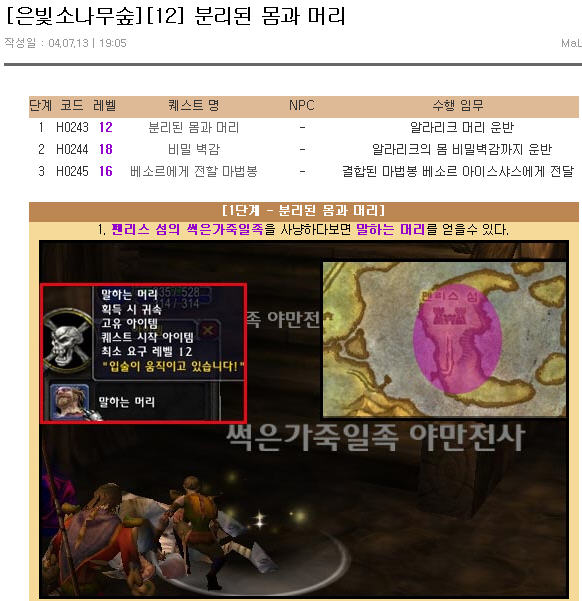 [은빛소나무숲][12] 분리된 몸과 머리
작성일 : 04.07.13 | 19:05
MaL
단계 코드 레벨 퀘스트 명 NPC 수행 임무
1 H0243 12 분리된 몸과 머리 - 알라리크 머리 운반
2 H0244 18 비밀 벽감 - 알라리크의 몸 비밀벽감까지 운반
3 H0245 16 베소르에게 전할 마법봉 - 결합된 마법봉 베소르 아이스샤스에게 전달
[1단계 - 분리된 몸과 머리]
1. 펜리스 섬의 썩은가죽일족을 사냥하다보면 말하는 머리를 얻을수 있다.
말하는 머리
획득 시 귀속
고유 아이템
퀘스트 시작 아이템
최소 요구 레벨 12
"입술이 움직이고 있습니다!"
말하는 머리
족 야만전
펜리스 섬
썩은가죽일족 야만전사